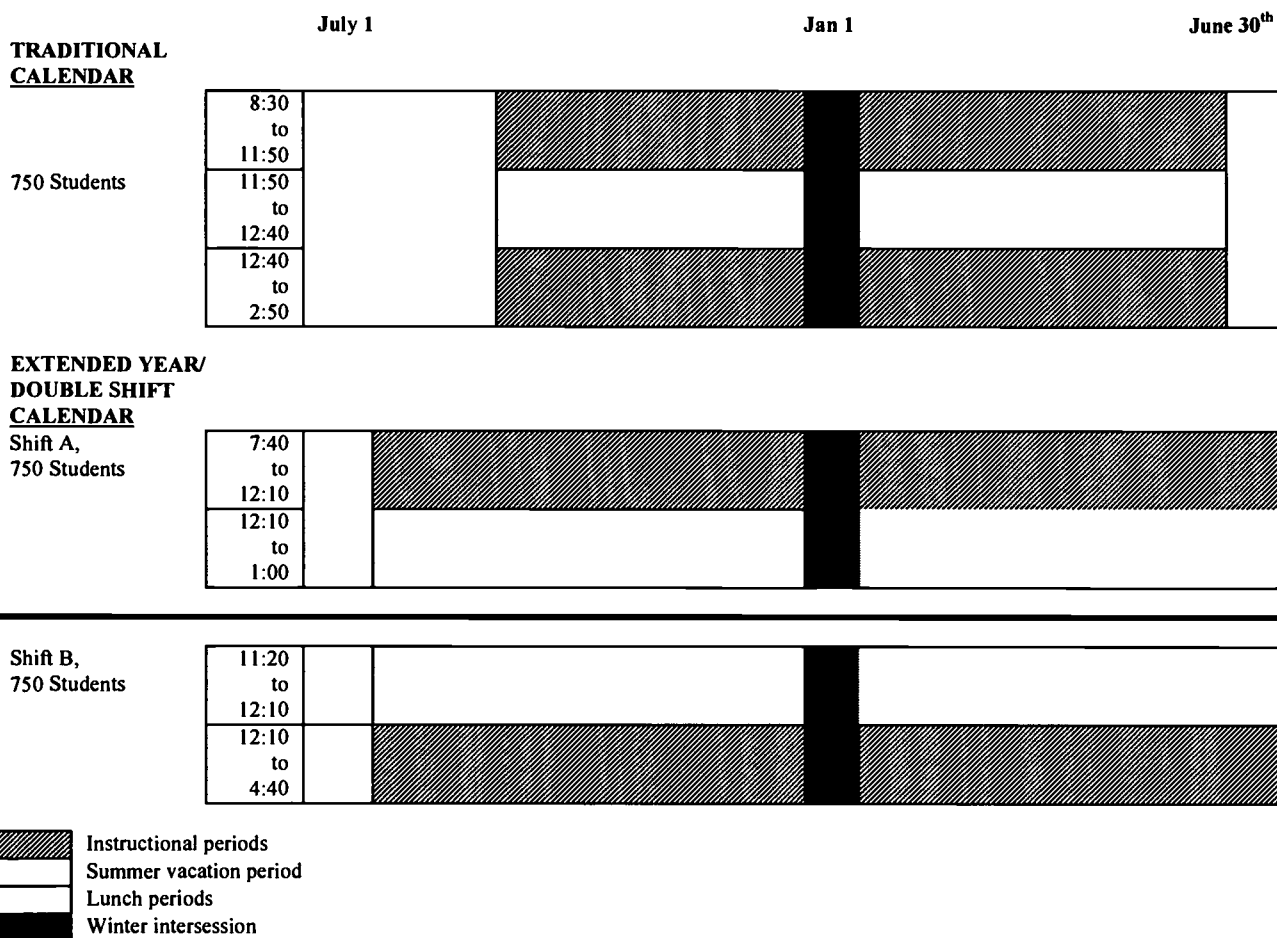 July 1 Jan 1 June 30th
TRADITIONAL
CALENDAR
8:30
to
11:50
750 Students 11:50
to
12:40
12:40
to
2:50
EXTENDED YEAR/
DOUBLE SHIFT
CALENDAR
Shift A, 7:40
750 Students to
12:10
12:10
to
1:00
Shift B, 11:20
750 Students to
12:10
12:10
to
4:40
Instructional periods
Summer vacation period
Lunch periods
Winter intersession